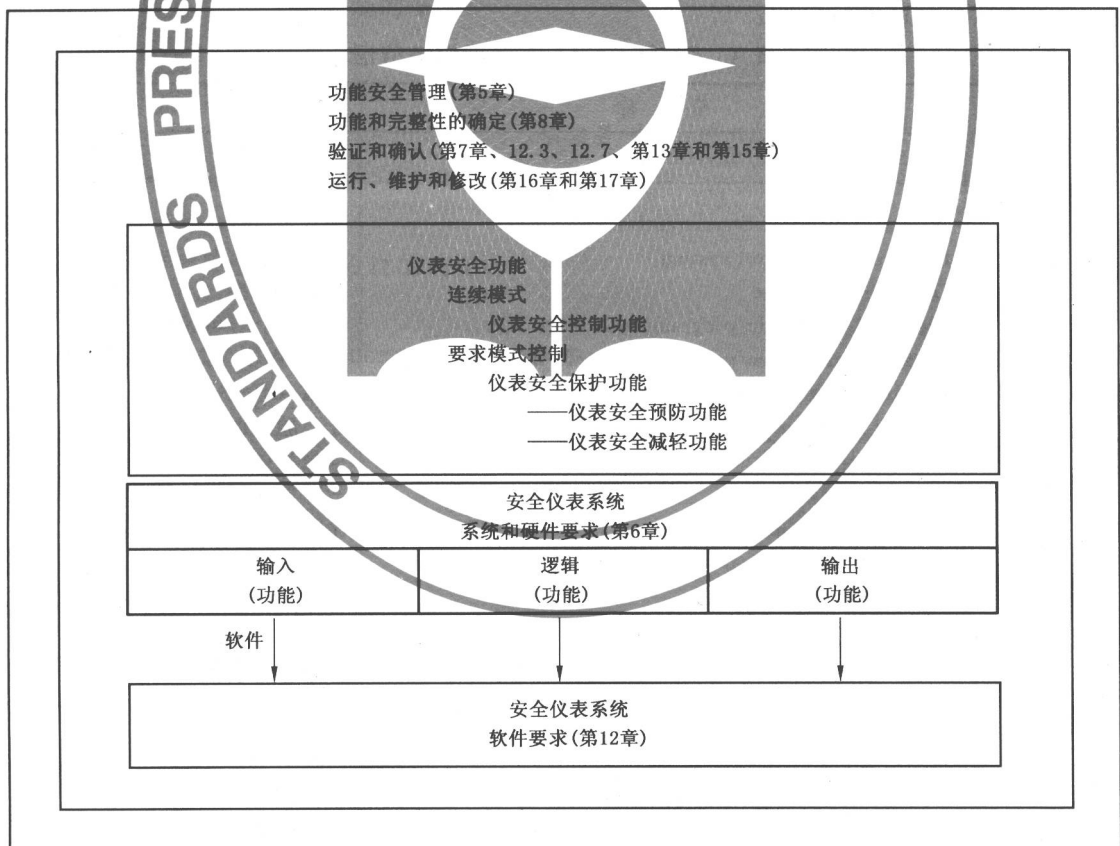 STANDARDS PRES
功能安全管理(第5章)
功能和完整性的确定(第8章)
验证和确认(第7章、12.3、12.7、第13章和第15章)
运行、维护和修改(第16章和第17章)
仪表安全功能
连续模式
仪表安全控制功能
要求模式控制
仪表安全保护功能
——仪表安全预防功能
——仪表安全减轻功能
安全仪表系统
系统和硬件要求(第6章)
输入
(功能)
逻辑
(功能)
输出
(功能)
软件
安全仪表系统
软件要求(第12章)